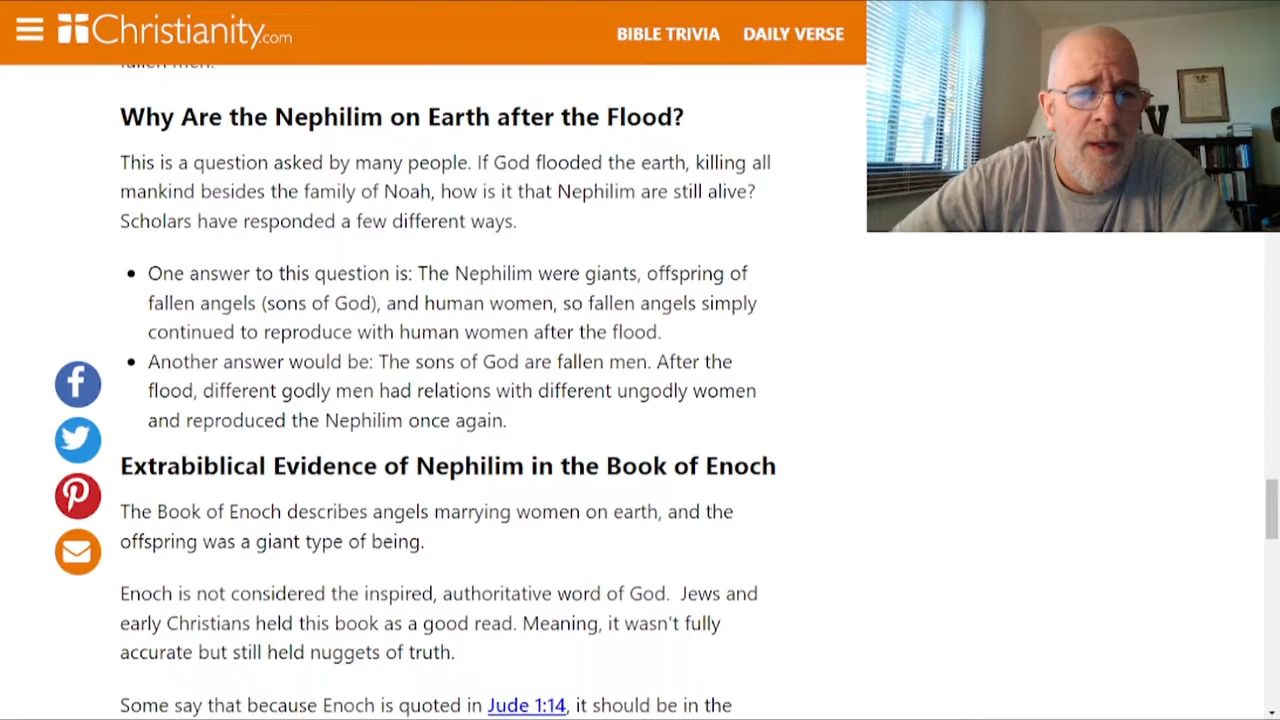 Christianity.com
BIBLE TRIVIA DAILY VERSE
fallen men.
Why Are the Nephilim on Earth after the Flood?
This is a question asked by many people. If God flooded the earth, killing all
mankind besides the family of Noah, how is it that Nephilim are still alive?
Scholars have responded a few different ways.
• One answer to this question is: The Nephilim were giants, offspring of
fallen angels (sons of God), and human women, so fallen angels simply
continued to reproduce with human women after the flood.
• Another answer would be: The sons of God are fallen men. After the
flood, different godly men had relations with different ungodly women
and reproduced the Nephilim once again.
Extrabiblical Evidence of Nephilim in the Book of Enoch
The Book of Enoch describes angels marrying women on earth, and the
offspring was a giant type of being.
Enoch is not considered the inspired, authoritative word of God. Jews and
early Christians held this book as a good read. Meaning, it wasn't fully
accurate but still held nuggets of truth.
Some say that because Enoch is quoted in Jude 1:14, it should be in the